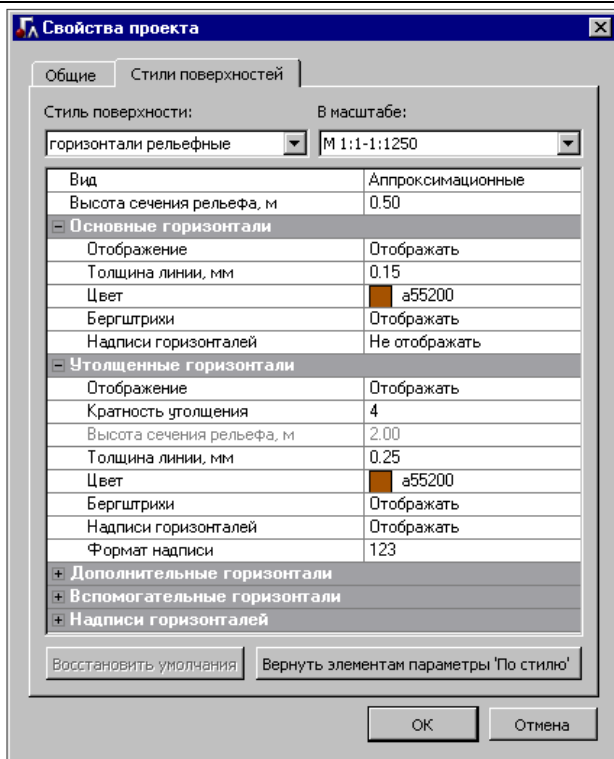 Свойства проекта
Общие Стили поверхностей
Стиль поверхности: В масштабе:
горизонтали рельефные М 1:1-1:1250
Вид Аппроксимационные
Высота сечения рельефа, м 0.50
Основные горизонтали
Отображение Отображать
Толщина линии, мм 0.15
Цвет a55200
Бергштрихи Отображать
Надписи горизонталей Не отображать
Утолщенные горизонтали
Отображение Отображать
Кратность утолщения 4
Высота сечения рельефа, м 2.00
Толщина линии, мм 0.25
Цвет a55200
Бергштрихи Отображать
Надписи горизонталей Отображать
Формат надписи 123
Дополнительные горизонтали
Вспомогательные горизонтали
Надписи горизонталей
Восстановить умолчания Вернуть элементам параметры 'По стилю'
ОК Отмена